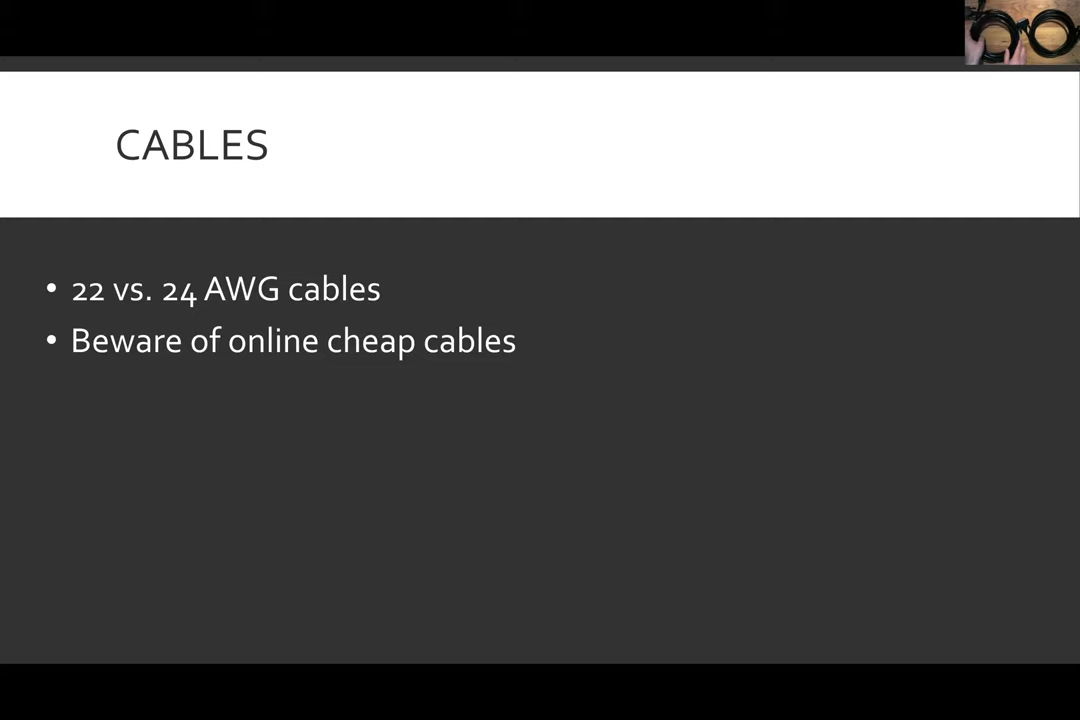 CABLES
• 22 vs. 24 AWG cables
• Beware of online cheap cables